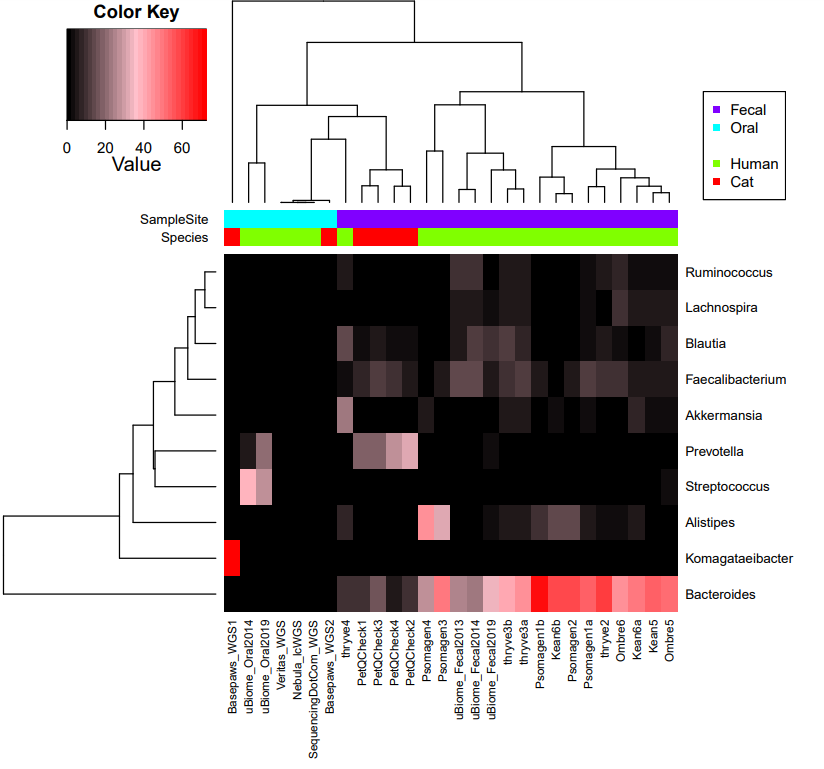 Color Key
0 20 40 60
Value
Fecal
Oral
Human
Cat
SampleSite
Species
Ruminococcus
Lachnospira
Blautia
Faecalibacterium
Akkermansia
Prevotella
Streptococcus
Alistipes
Komagataeibacter
Bacteroides
Basepaws_WGS1
uBiome_Oral2014
uBiome_Oral2019
Veritas_WGS
Nebula_lcWGS
SequencingDotCom_WGS
Basepaws_WGS2
thryve4
PetQCheck1
PetQCheck3
PetQCheck4
PetQCheck2
Psomagen4
Psomagen3
uBiome_Fecal2013
uBiome_Fecal2014
uBiome_Fecal2019
thryve3b
thryve3a
Psomagen1b
Kean6b
Psomagen2
Psomagen1a
thryve2
Ombre6
Kean6a
Kean5
Ombre5